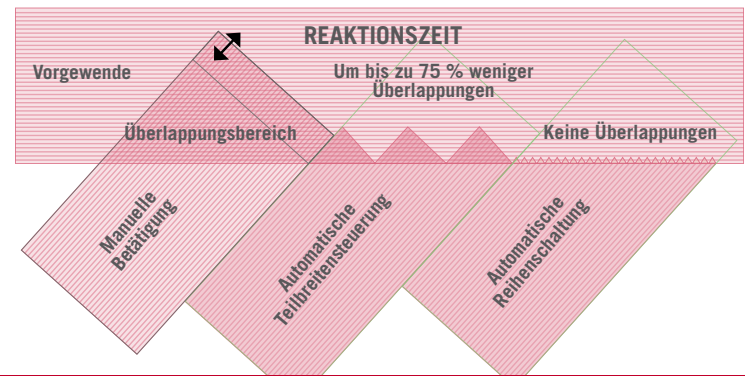 REAKTIONSZEIT
Vorgewende
Um bis zu 75 % weniger
Überlappungen
Überlappungsbereich
Keine Überlappungen
Manuelle
Betätigung
Automatische
Teilbreitensteuerung
Automatische
Reihenschaltung